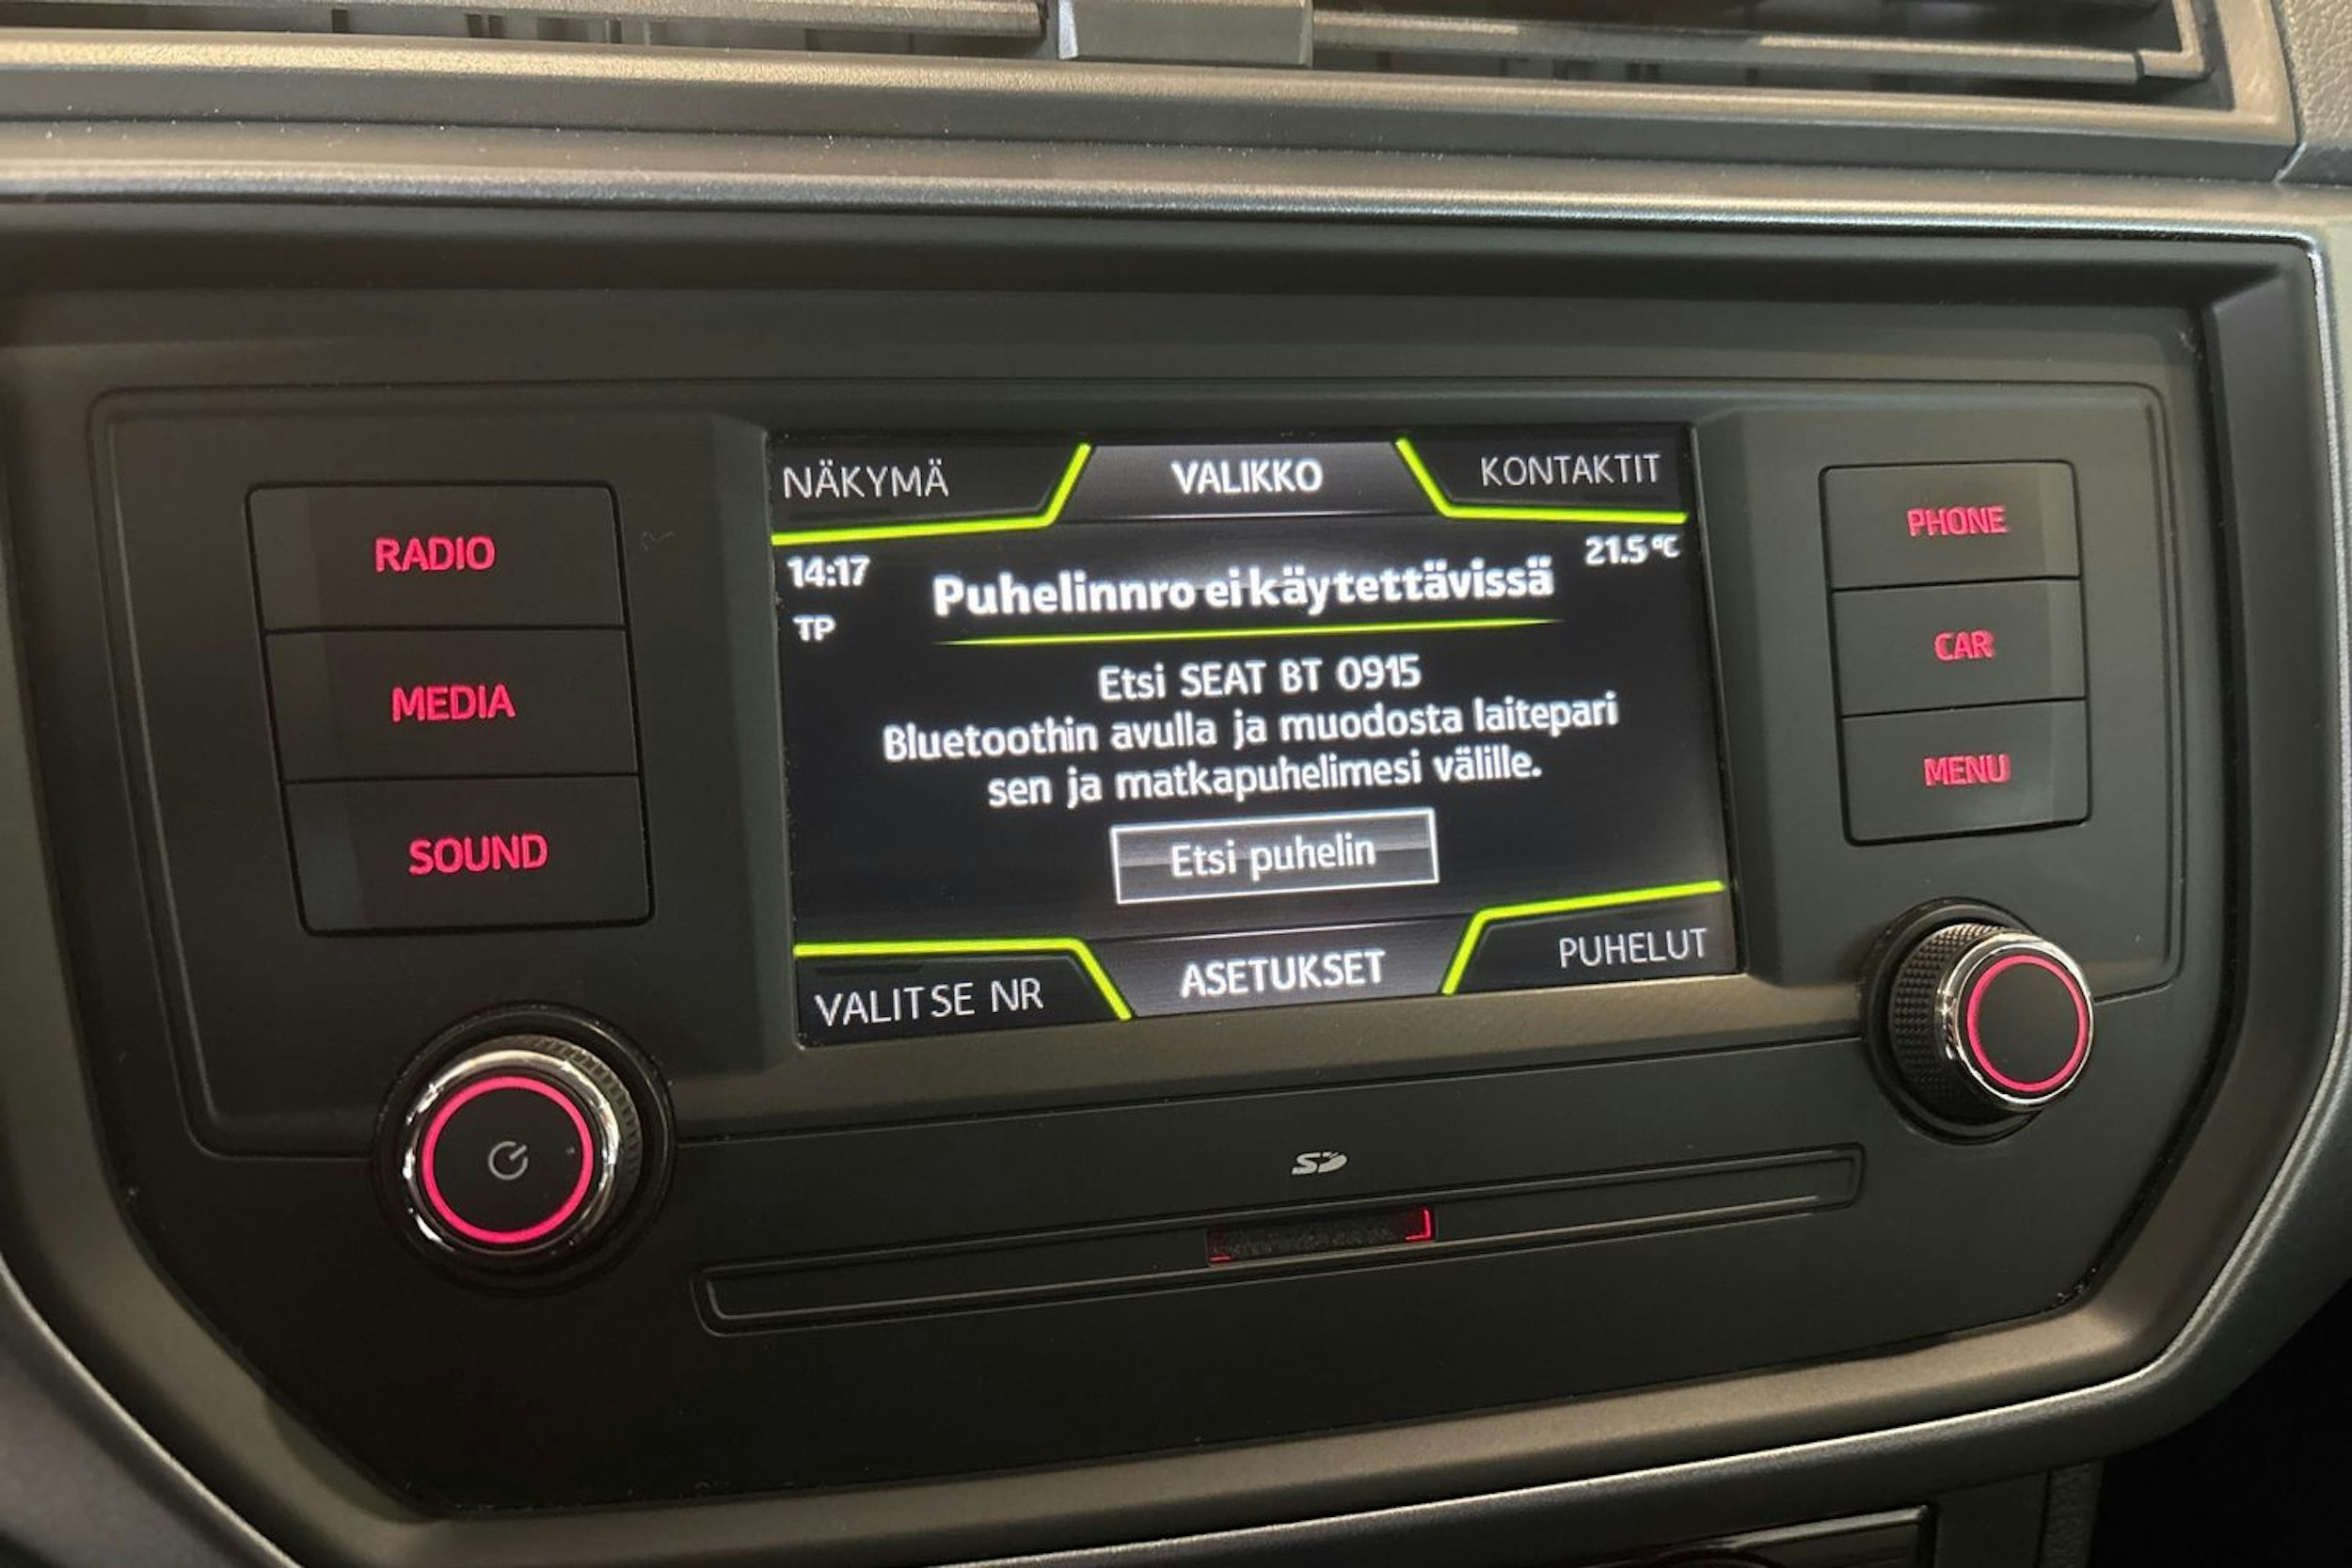 NÄKYMÄ VALIKKO KONTAKTIT
14:17 21.5°C
TP
Puhelinnro ei käytettävissä
Etsi SEAT BT 0915
Bluetoothin avulla ja muodosta laitepari
sen ja matkapuhelimesi välille.
Etsi puhelin
VALITSE NR ASETUKSET PUHELUT
RADIO
MEDIA
SOUND
PHONE
CAR
MENU
SD